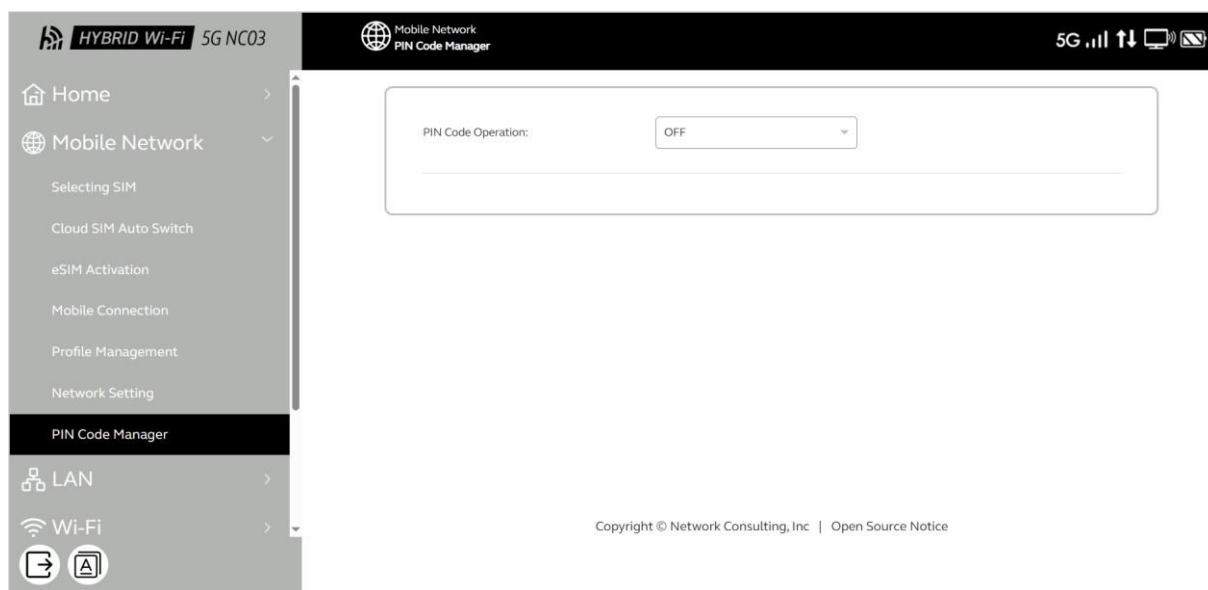 HYBRID Wi-Fi 5G NC03
Mobile Network
PIN Code Manager
5G
Home
Mobile Network
Selecting SIM
Cloud SIM Auto Switch
eSIM Activation
Mobile Connection
Profile Management
Network Setting
PIN Code Manager
LAN
Wi-Fi
A
PIN Code Operation:
OFF
Copyright © Network Consulting, Inc | Open Source Notice